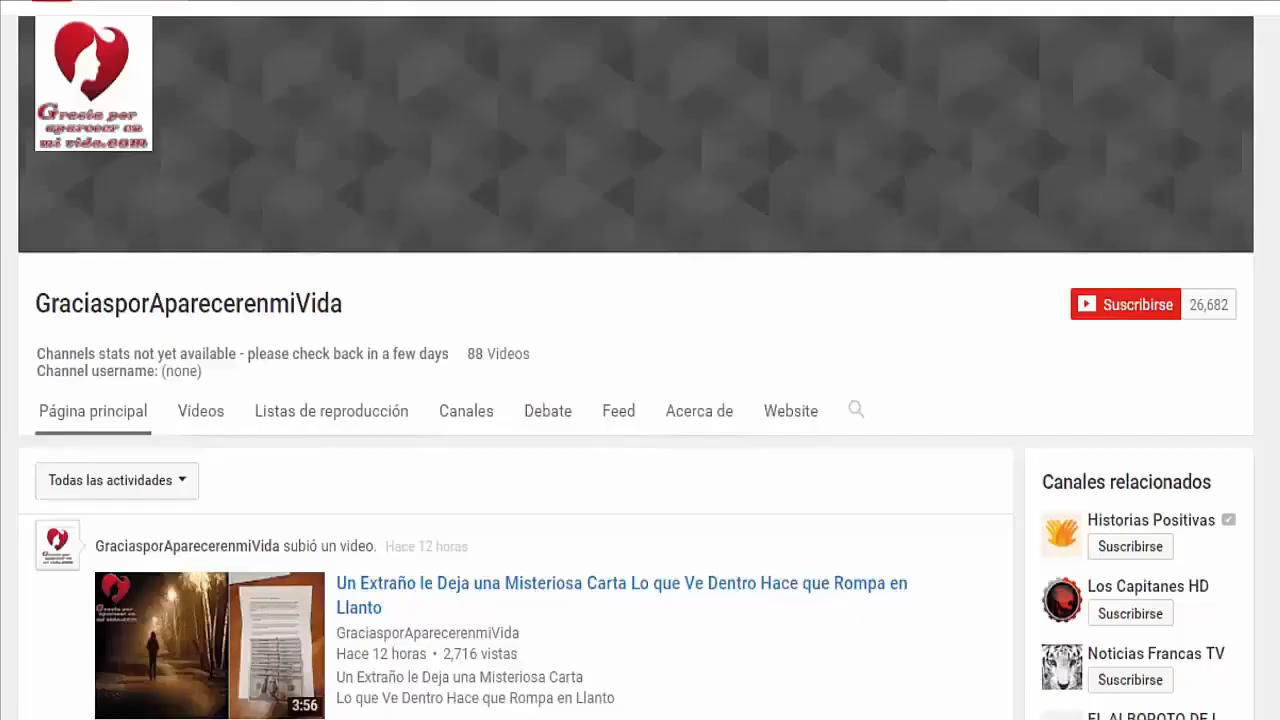 Gracias por
aparecer en
mi vida.com
GraciasporAparecerenmiVida
Suscribirse 26,682
Channels stats not yet available - please check back in a few days 88 Videos
Channel username: (none)
Página principal Videos Listas de reproducción Canales Debate Feed Acerca de Website
Todas las actividades
Canales relacionados
GraciasporAparecerenmiVida subió un video. Hace 12 horas
Un Extraño le Deja una Misteriosa Carta Lo que Ve Dentro Hace que Rompa en
Llanto
GraciasporAparecerenmiVida
Hace 12 horas • 2,716 vistas
Un Extraño le Deja una Misteriosa Carta
Lo que Ve Dentro Hace que Rompa en Llanto
3:56
Historias Positivas
Suscribirse
Los Capitanes HD
Suscribirse
Noticias Francas TV
Suscribirse